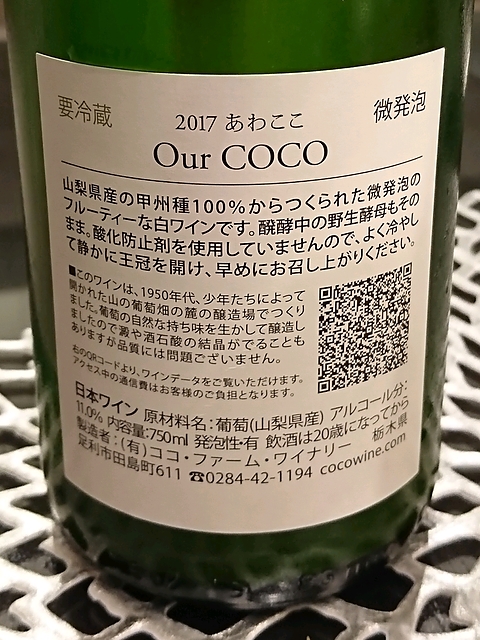 要冷蔵
微発泡
2017 あわここ
Our COCO
山梨県産の甲州種100%からつくられた微発泡の
フルーティーな白ワインです。醗酵中の野生酵母もその
まま。酸化防止剤を使用していませんので、よく冷やし
て静かに王冠を開け、早めにお召し上がりください。
■このワインは、1950年代、少年たちによって
開かれた山の葡萄畑の麓の醸造場でつくり
ました。葡萄の自然な持ち味を生かして醸造し
ましたので澱や酒石酸の結晶がでることも
ありますが品質には問題ございません。
右のQRコードより、ワインデータをご覧いただけます。
アクセス中の通信費はお客様のご負担となります。
日本ワイン 原材料名：葡萄(山梨県産) アルコール分：
11.0% 内容量：750ml 発泡性・有 飲酒は20歳になってから
製造者：(有)ココ・ファーム・ワイナリー 栃木県
足利市田島町611 ☎0284-42-1194 cocowine.com